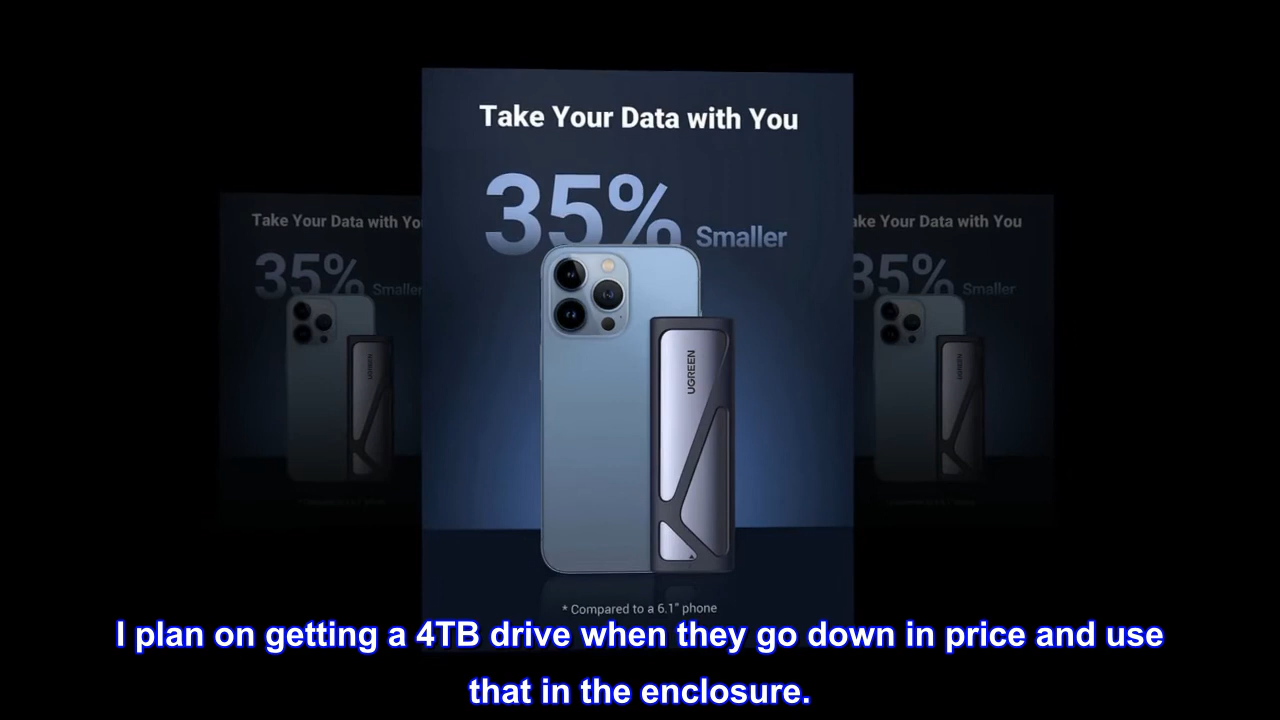 Take Your Data with You
35% Smaller
UGREEN
* Compared to a 6.1" phone
Take Your Data with You
35% Smaller
ake Your Data with You
35% Smaller
I plan on getting a 4TB drive when they go down in price and use
that in the enclosure.